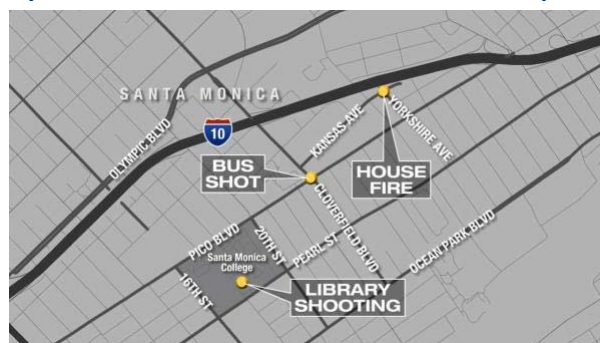 SANTA MONICA
OLYMPIC BLVD
10
KANSAS AVE
YORKSHIRE AVE
BUS
SHOT
HOUSE
FIRE
CLOVERFIELD BLVD
PICO BLVD
20TH ST
PEARL ST
OCEAN PARK BLVD
Santa Monica
College
16TH ST
LIBRARY
SHOOTING